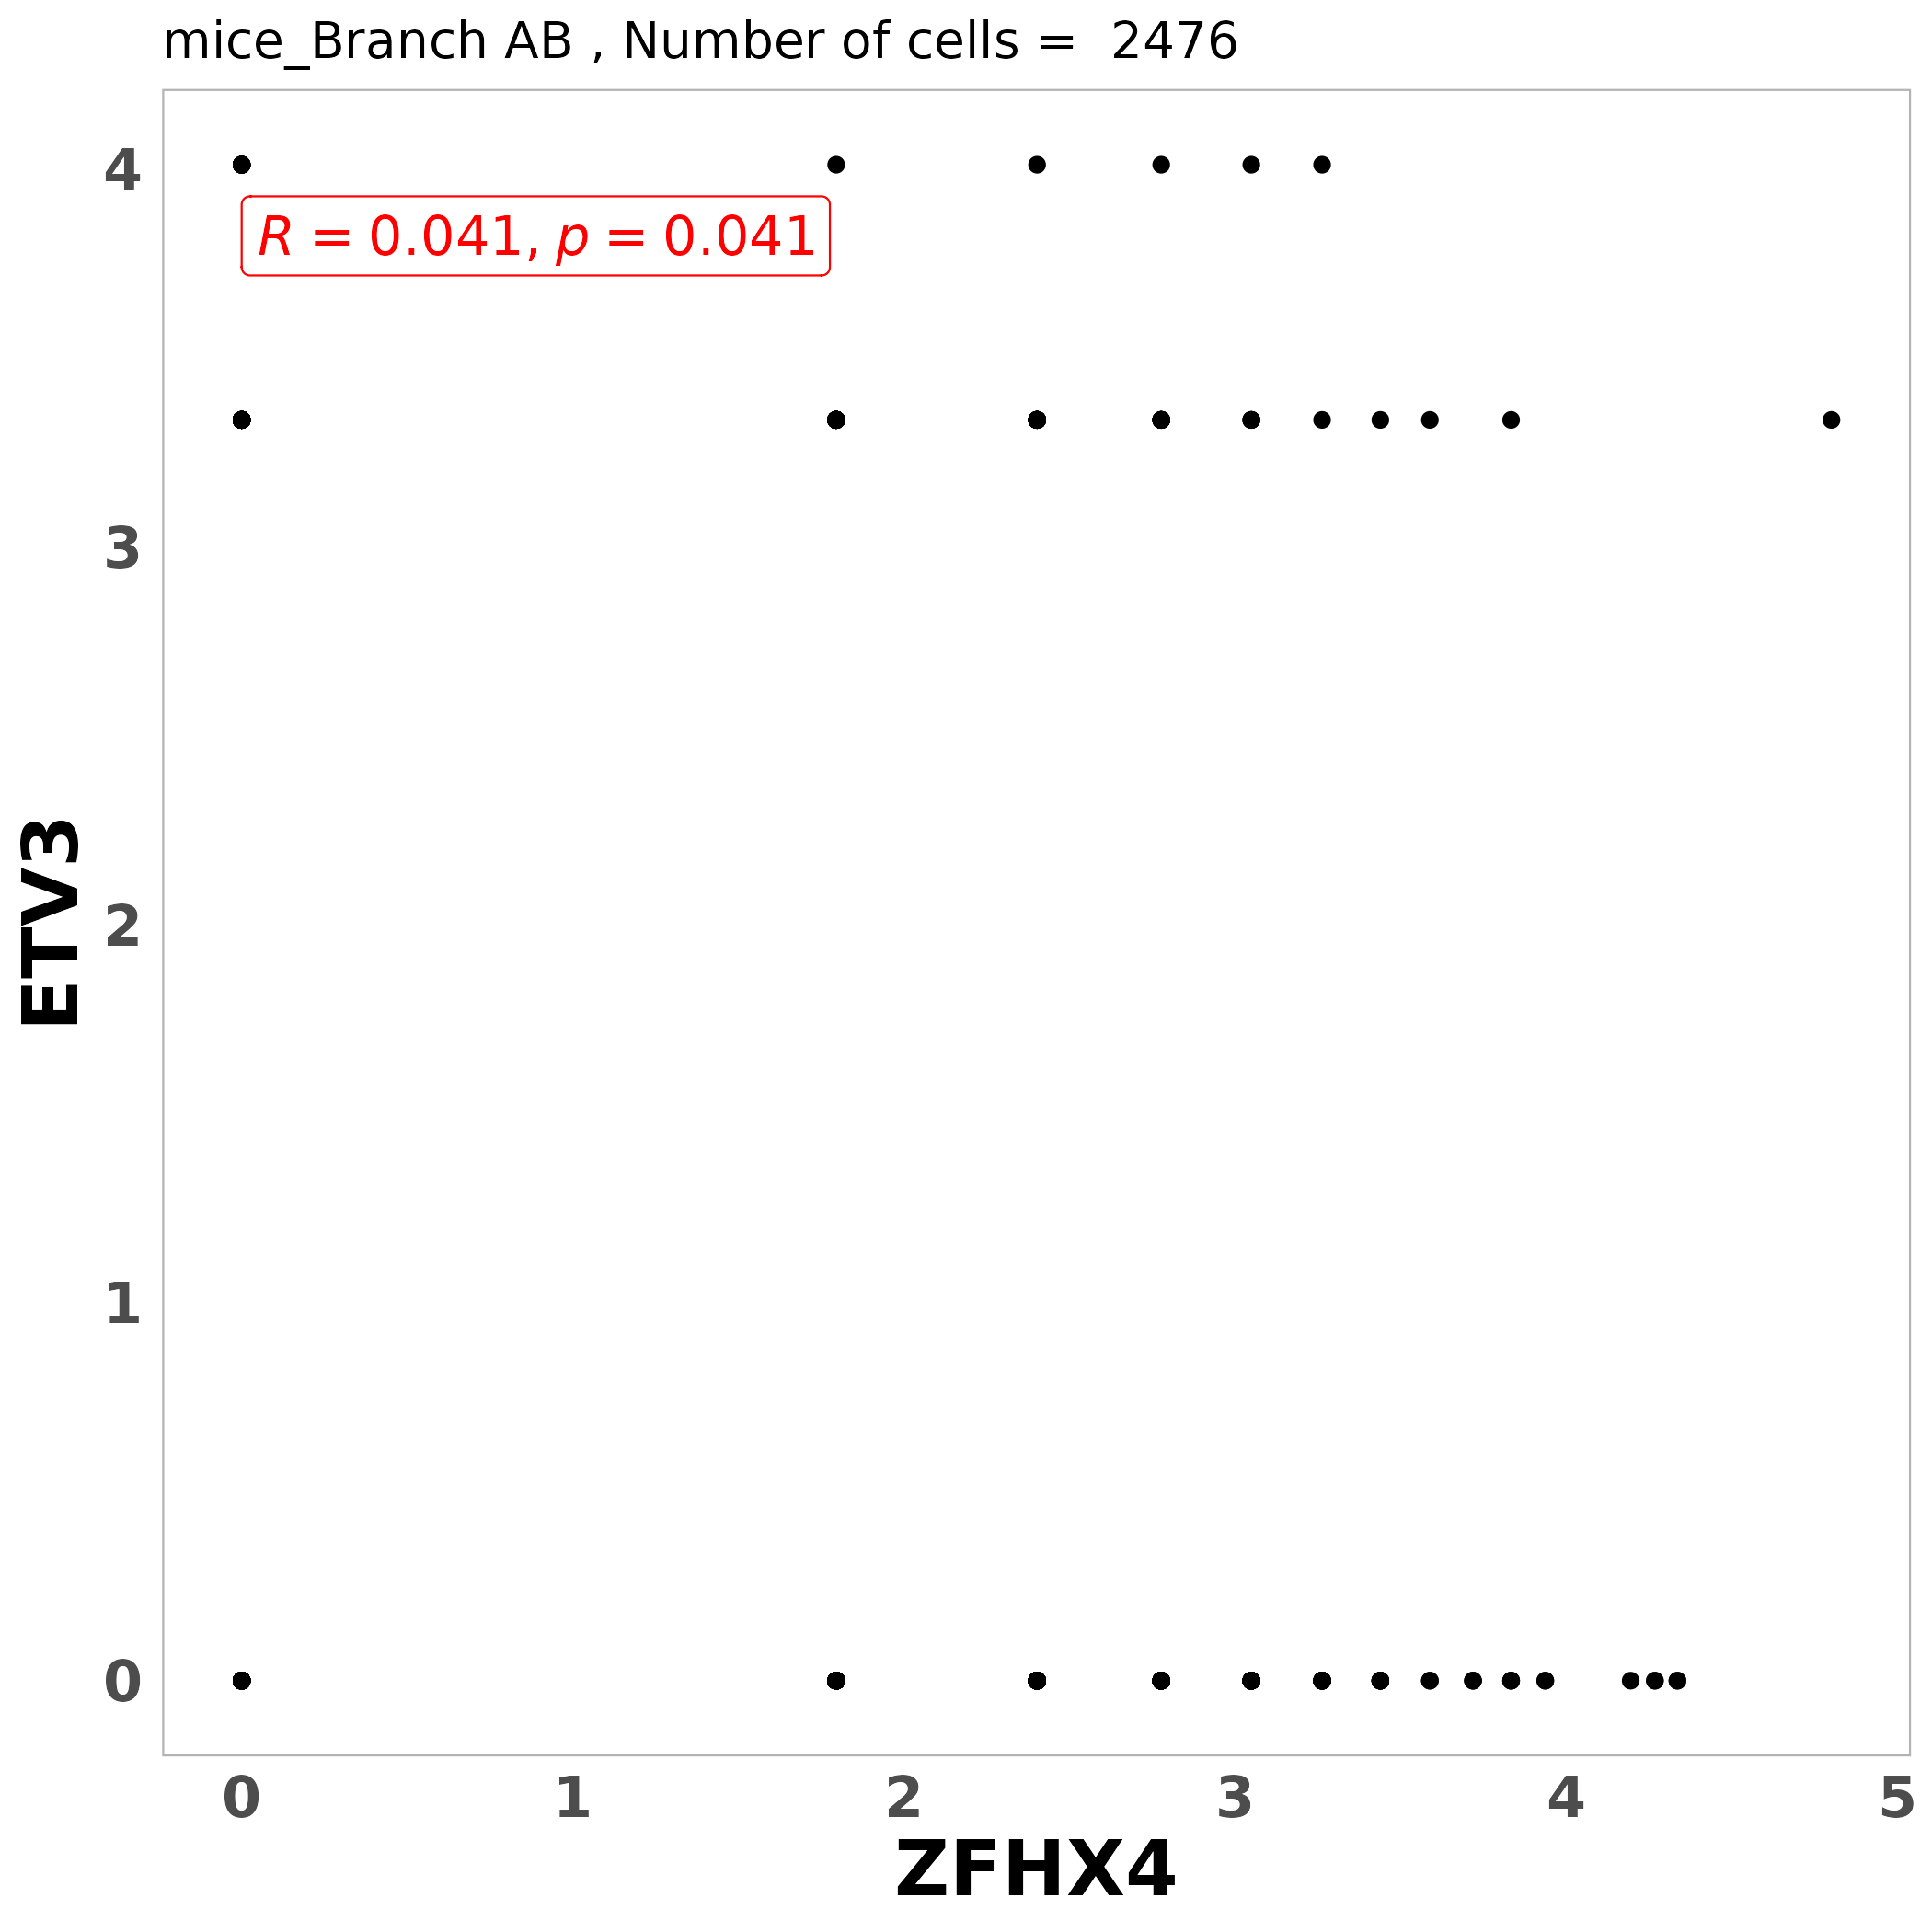 mice_Branch AB , Number of cells =  2476
4
R = 0.041, p = 0.041
3
ETV3
2
1
0
0 1 2 3 4 5
ZFHX4